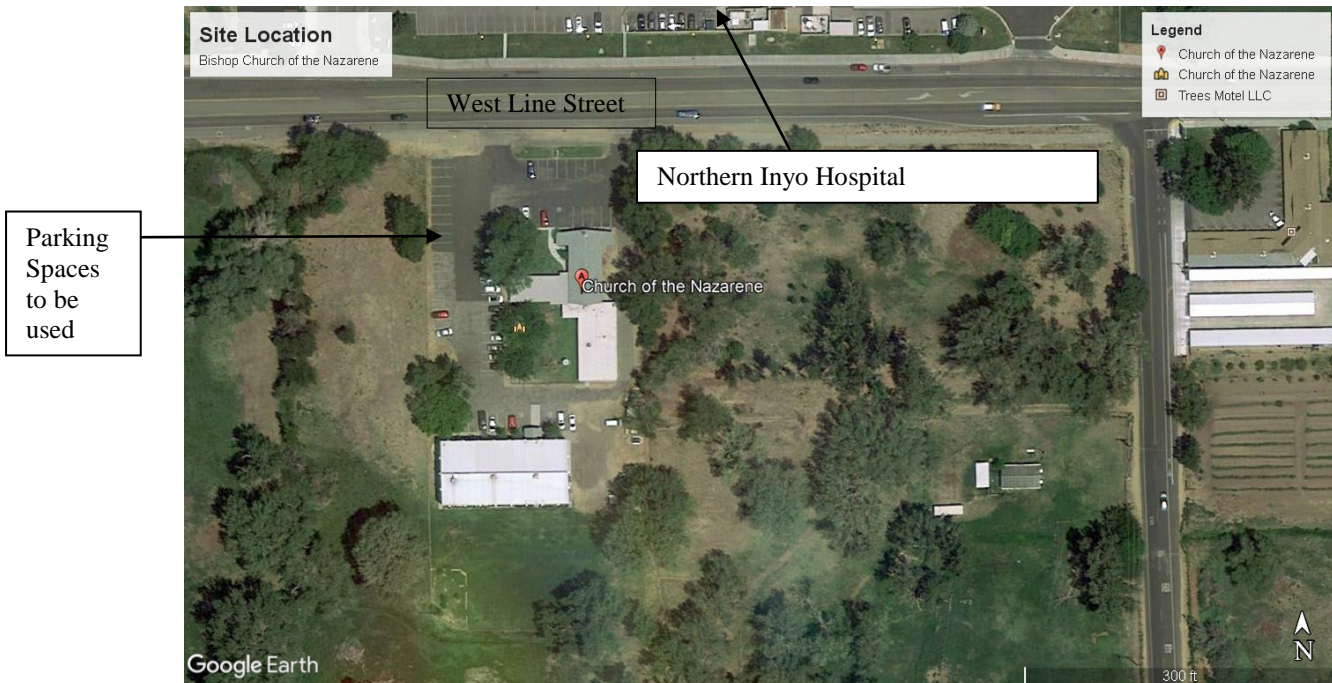 Site Location
Bishop Church of the Nazarene
Legend
Church of the Nazarene
Church of the Nazarene
Trees Motel LLC
West Line Street
Northern Inyo Hospital
Parking
Spaces
to be
used
A
Church of the Nazarene
Google Earth
N
300 ft